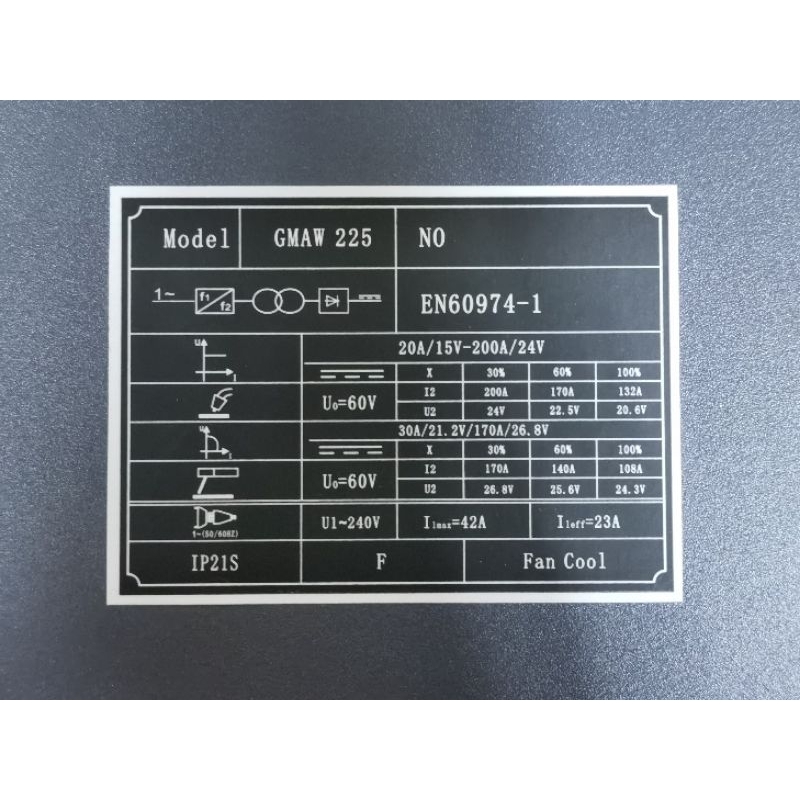 Model GMAW 225 NO
1~ f1 f2 EN60974-1
u I 20A/15V-200A/24V
X 30% 60% 100%
U₀=60V I2 200A 170A 132A
U2 24V 22.5V 20.6V
u I 30A/21.2V/170A/26.8V
X 30% 60% 100%
U₀=60V I2 170A 140A 108A
U2 26.8V 25.6V 24.3V
1~(50/60HZ) U1~240V I1max=42A I1eff=23A
IP21S F Fan Cool